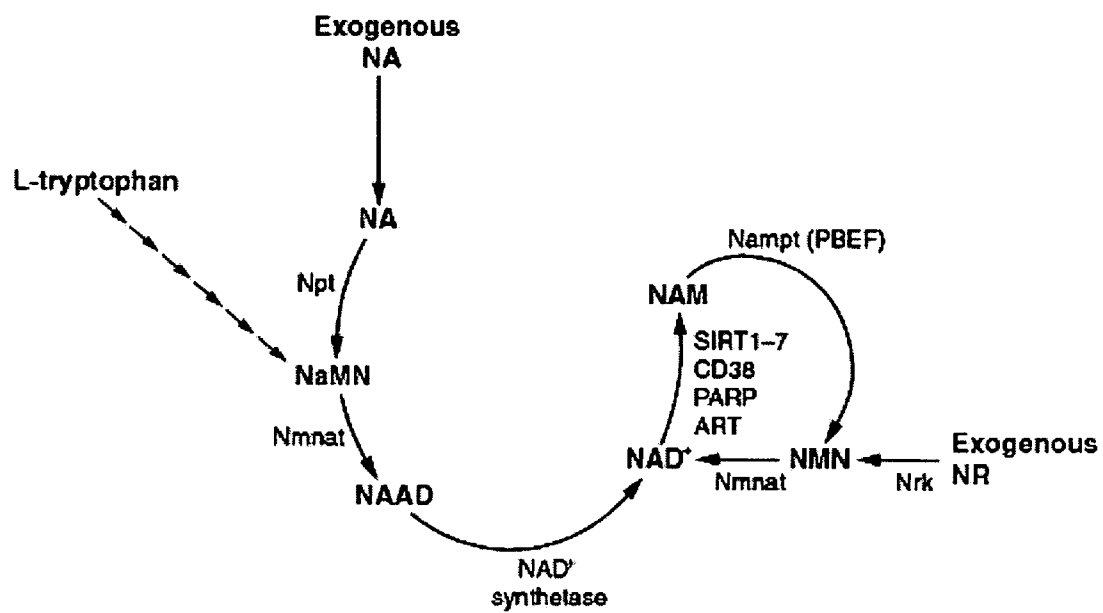 Exogenous
NA
L-tryptophan
NA
Npt
NaMN
Nmnat
NAAD
NAD⁺
synthetase
Nampt (PBEF)
NAM
SIRT1–7
CD38
PARP
ART
NAD⁺
Nmnat
NMN
Nrk
Exogenous
NR